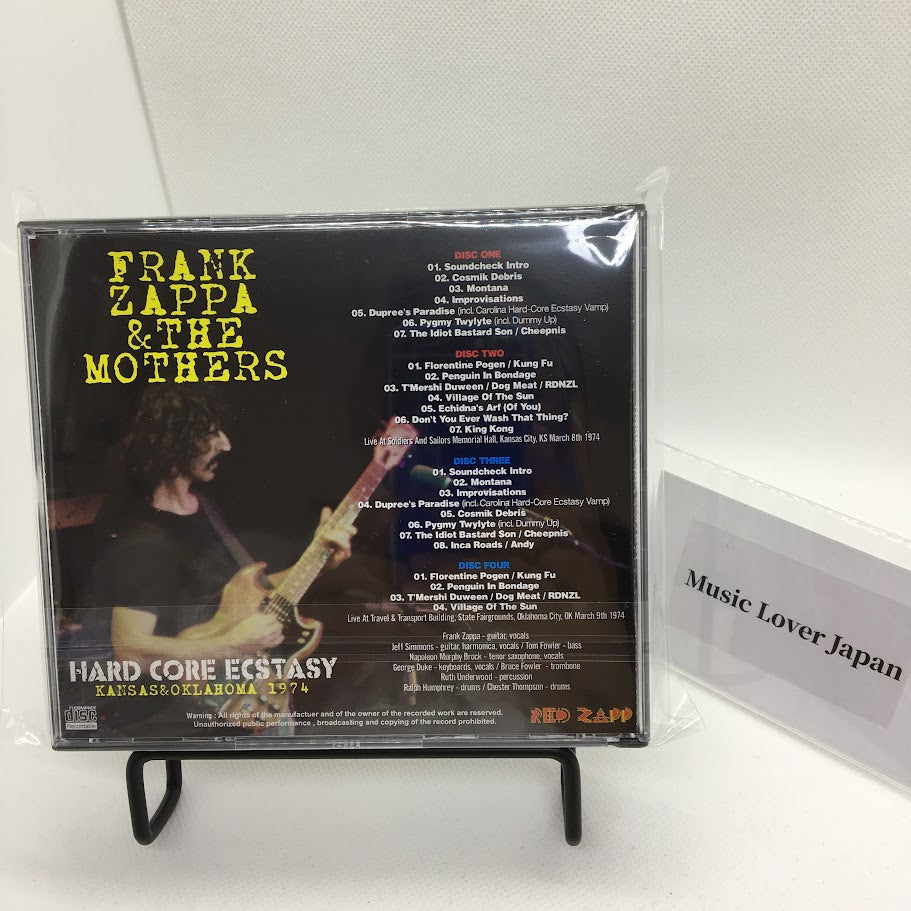 FRANK
ZAPPA
& THE
MOTHERS
DISC ONE
01. Soundcheck Intro
02. Cosmik Debris
03. Montana
04. Improvisations
05. Dupree's Paradise (incl. Carolina Hard-Core Ecstasy Vamp)
06. Pygmy Twylyte (incl. Dummy Up)
07. The Idiot Bastard Son / Cheepnis
DISC TWO
01. Florentine Pogen / Kung Fu
02. Penguin In Bondage
03. T'Mershi Duween / Dog Meat / RDNZL
04. Village Of The Sun
05. Echidna's Arf (Of You)
06. Don't You Ever Wash That Thing?
07. King Kong
Live At Soldiers And Sailors Memorial Hall, Kansas City, KS March 8th 1974
DISC THREE
01. Soundcheck Intro
02. Montana
03. Improvisations
04. Dupree's Paradise (incl. Carolina Hard-Core Ecstasy Vamp)
05. Cosmik Debris
06. Pygmy Twylyte (incl. Dummy Up)
07. The Idiot Bastard Son / Cheepnis
08. Inca Roads / Andy
DISC FOUR
01. Florentine Pogen / Kung Fu
02. Penguin In Bondage
03. T'Mershi Duween / Dog Meat / RDNZL
04. Village Of The Sun
Live At Travel & Transport Building, State Fairgrounds, Oklahoma City, OK March 9th 1974
Frank Zappa - guitar, vocals
Jeff Simmons - guitar, harmonica, vocals / Tom Fowler - bass
Napoleon Murphy Brock - tenor saxophone, vocals
George Duke - keyboards, vocals / Bruce Fowler - trombone
Ruth Underwood - percussion
Ralph Humphrey - drums / Chester Thompson - drums
HARD CORE ECSTASY
KANSAS&OKLAHOMA 1974
COMPACT
disc
Recordable
Warning : All rights of the manufactuer and of the owner of the recorded work are reserved.
Unauthorized public performance , broadcasting and copying of the record prohibited.
RED ZAPP
Music Lover Japan